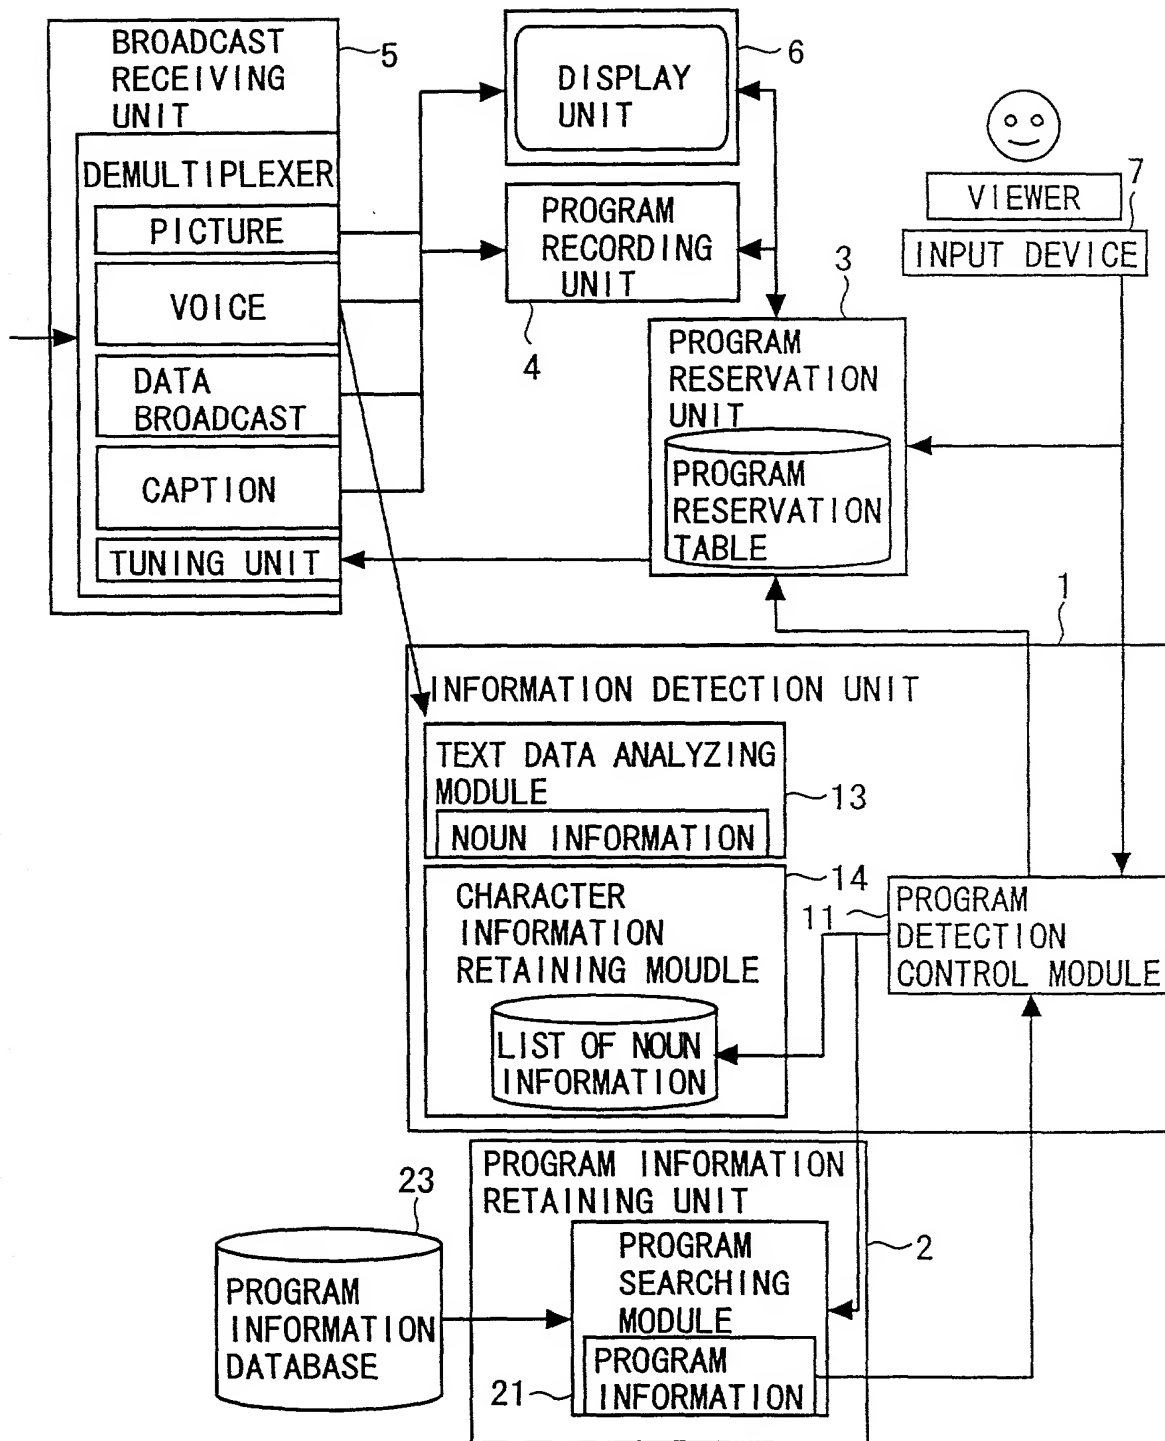 BROADCAST
RECEIVING
UNIT
5
DEMULTIPLEXER
PICTURE
VOICE
DATA
BROADCAST
CAPTION
TUNING UNIT
DISPLAY
UNIT
6
PROGRAM
RECORDING
UNIT
4
VIEWER
7
INPUT DEVICE
3
PROGRAM
RESERVATION
UNIT
PROGRAM
RESERVATION
TABLE
1
INFORMATION DETECTION UNIT
TEXT DATA ANALYZING
MODULE
13
NOUN INFORMATION
14
CHARACTER
INFORMATION
RETAINING MOUDLE
LIST OF NOUN
INFORMATION
11
PROGRAM
DETECTION
CONTROL MODULE
PROGRAM INFORMATION
RETAINING UNIT
2
PROGRAM
SEARCHING
MODULE
PROGRAM
INFORMATION
21
23
PROGRAM
INFORMATION
DATABASE